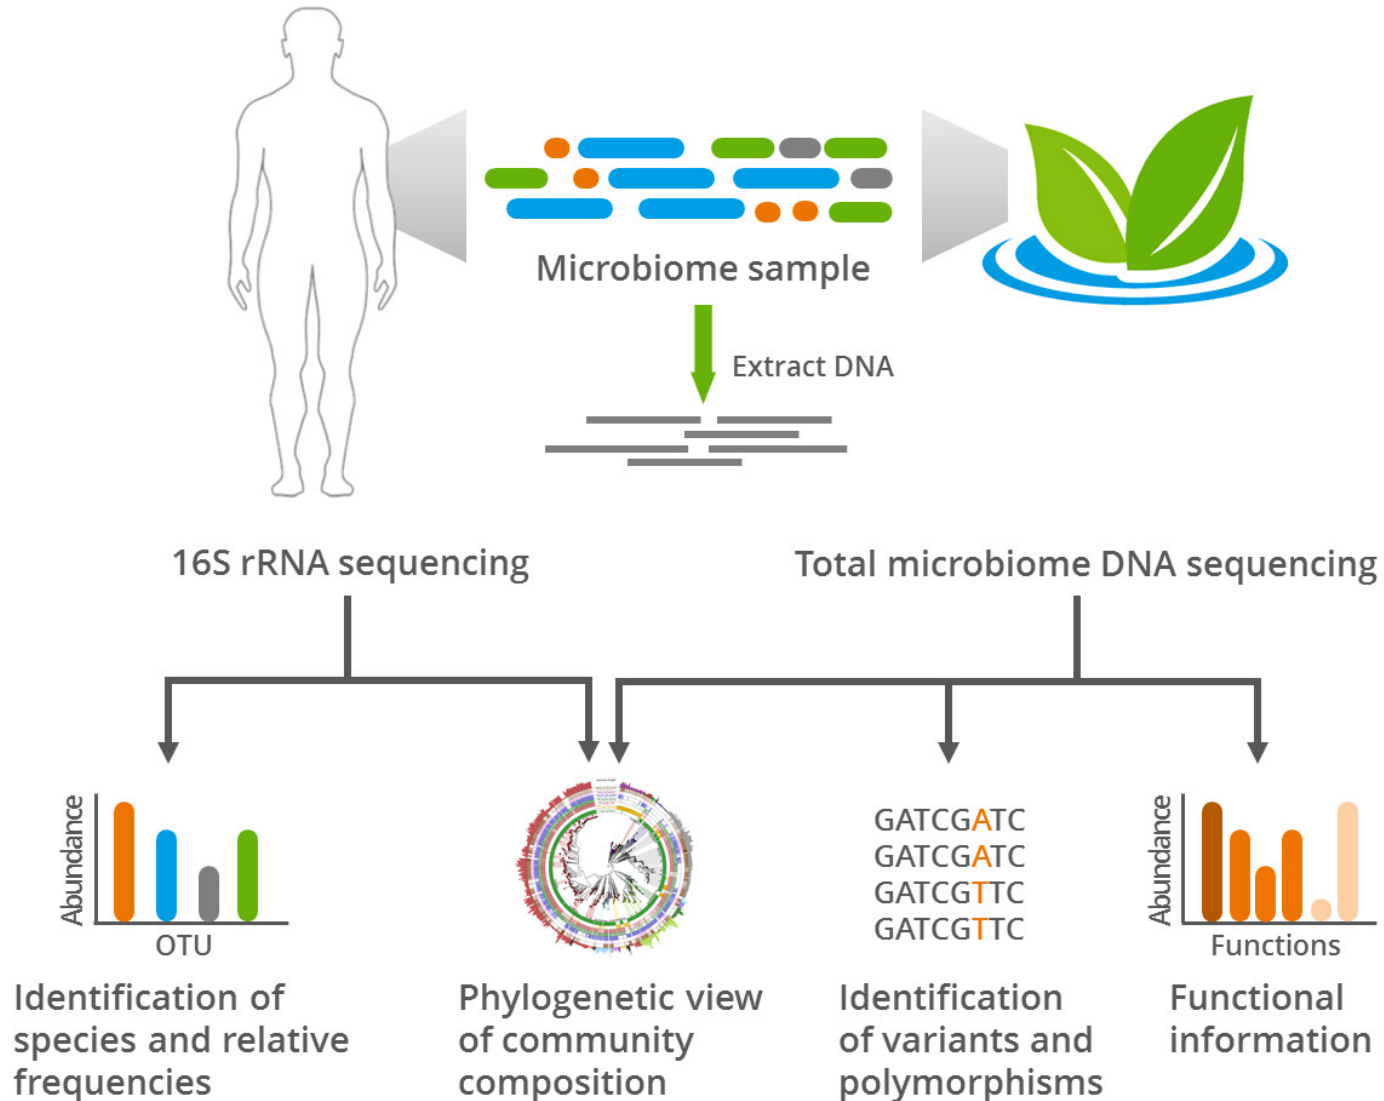 Microbiome sample
Extract DNA
16S rRNA sequencing
Total microbiome DNA sequencing
Abundance
OTU
Identification of
species and relative
frequencies
Phylogenetic view
of community
composition
GATCGATC
GATCGATC
GATCGTTC
GATCGTTC
Identification
of variants and
polymorphisms
Abundance
Functions
Functional
information